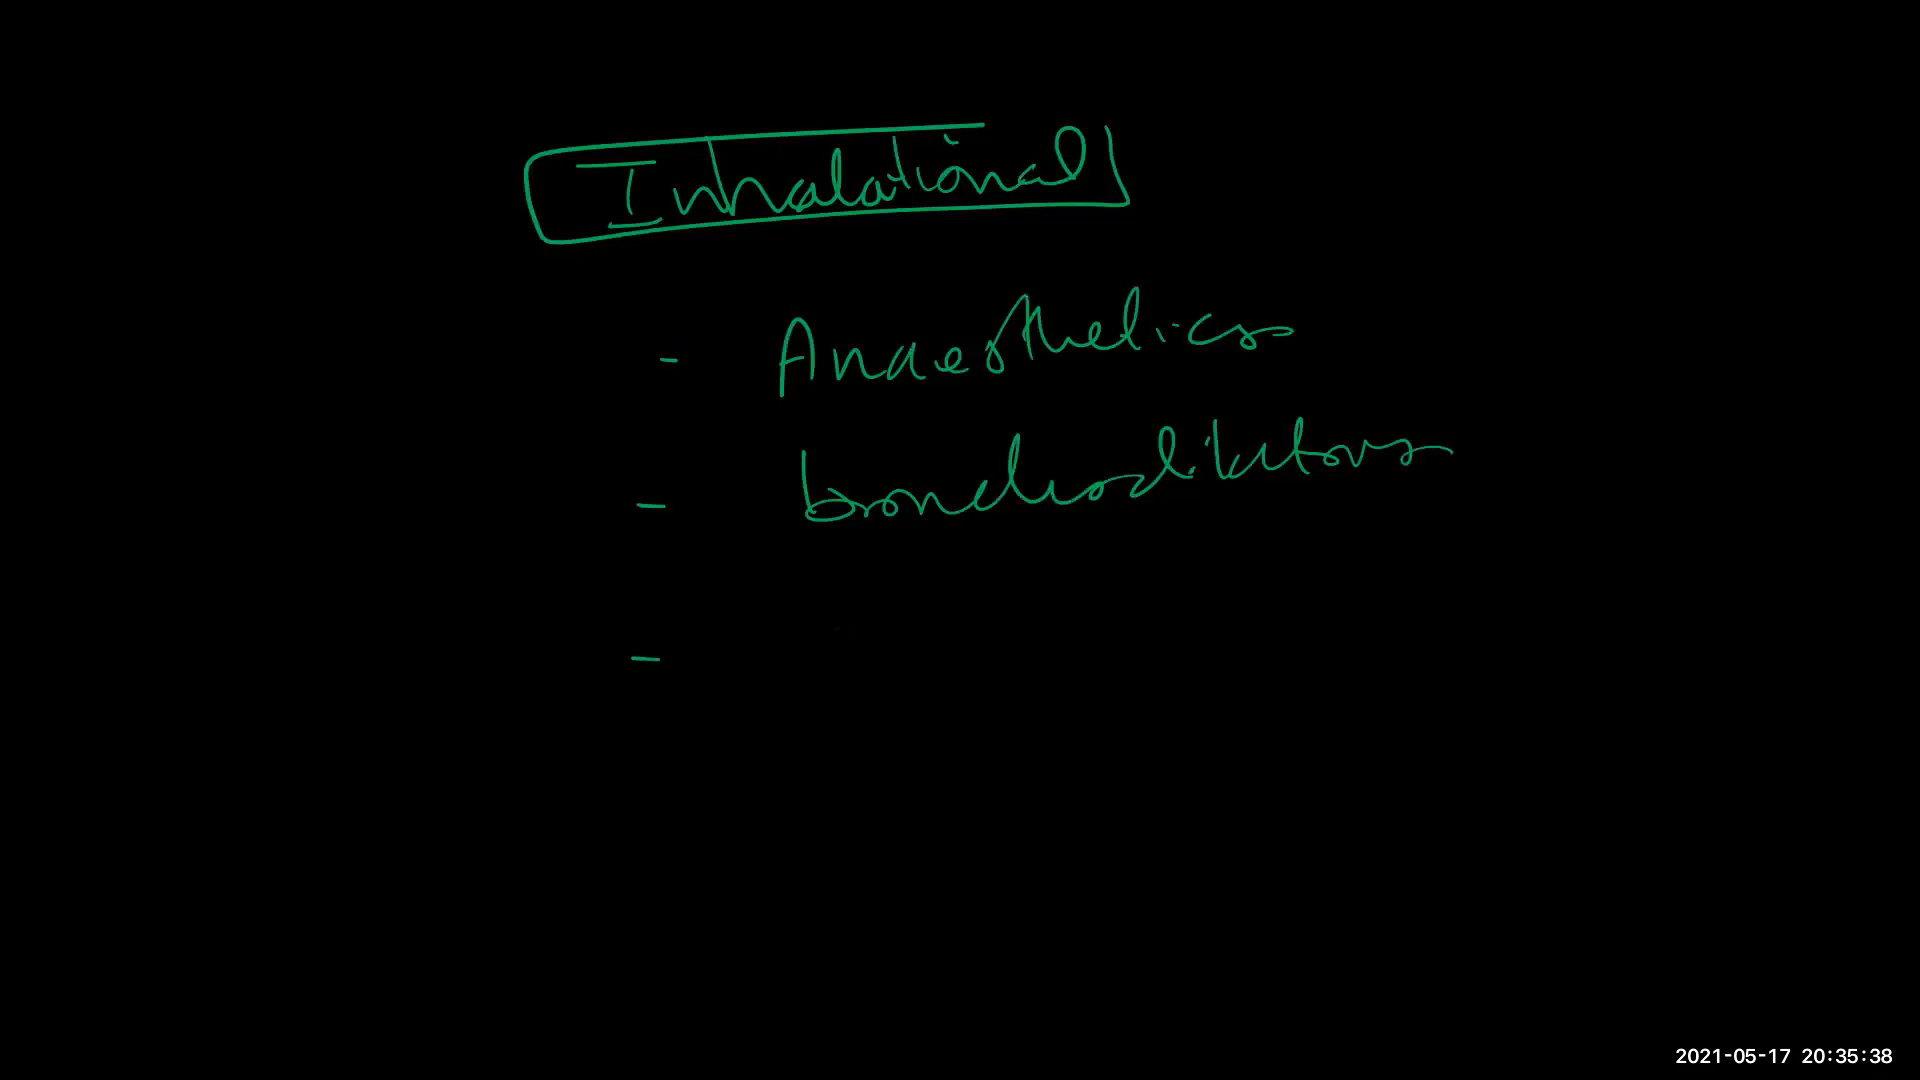 Inhalational
- Anaesthetics
- bronchodilators
-
2021-05-17 20:35:38